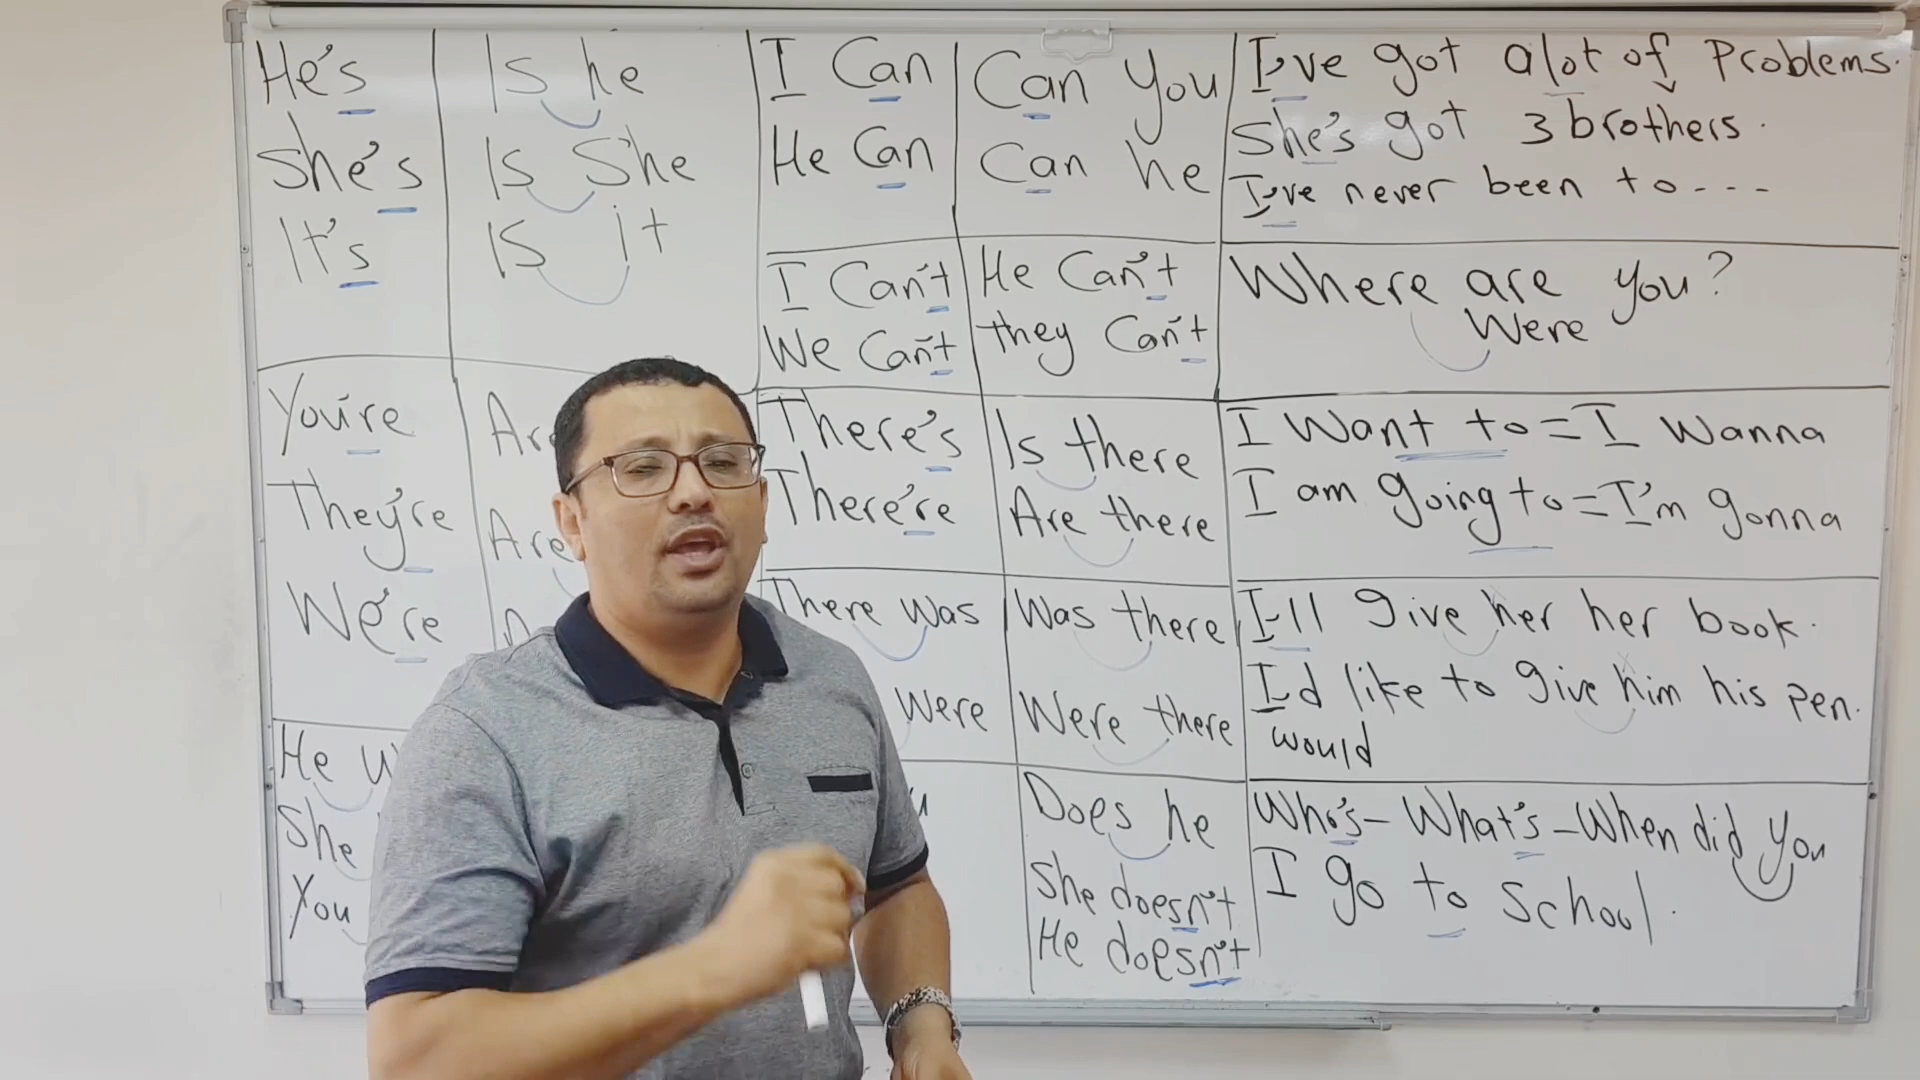 He's
She's
It's
Is he
Is She
Is it
I Can
He Can
Can You
Can he
I've got alot of Problems.
She's got 3 brothers.
I've never been to ---
I Can't
We Can't
He Can't
they Can't
Where are you?
Were
You're
They're
We're
Are
Are
There's
There're
Is there
Are there
I Want to = I Wanna
I am going to = I'm gonna
There was
Were
Was there
Were there
I'll give her her book.
I'd like to give him his pen.
would
He
She
You
Does he
She doesn't
He doesn't
Who's - What's - When did you
I go to School.